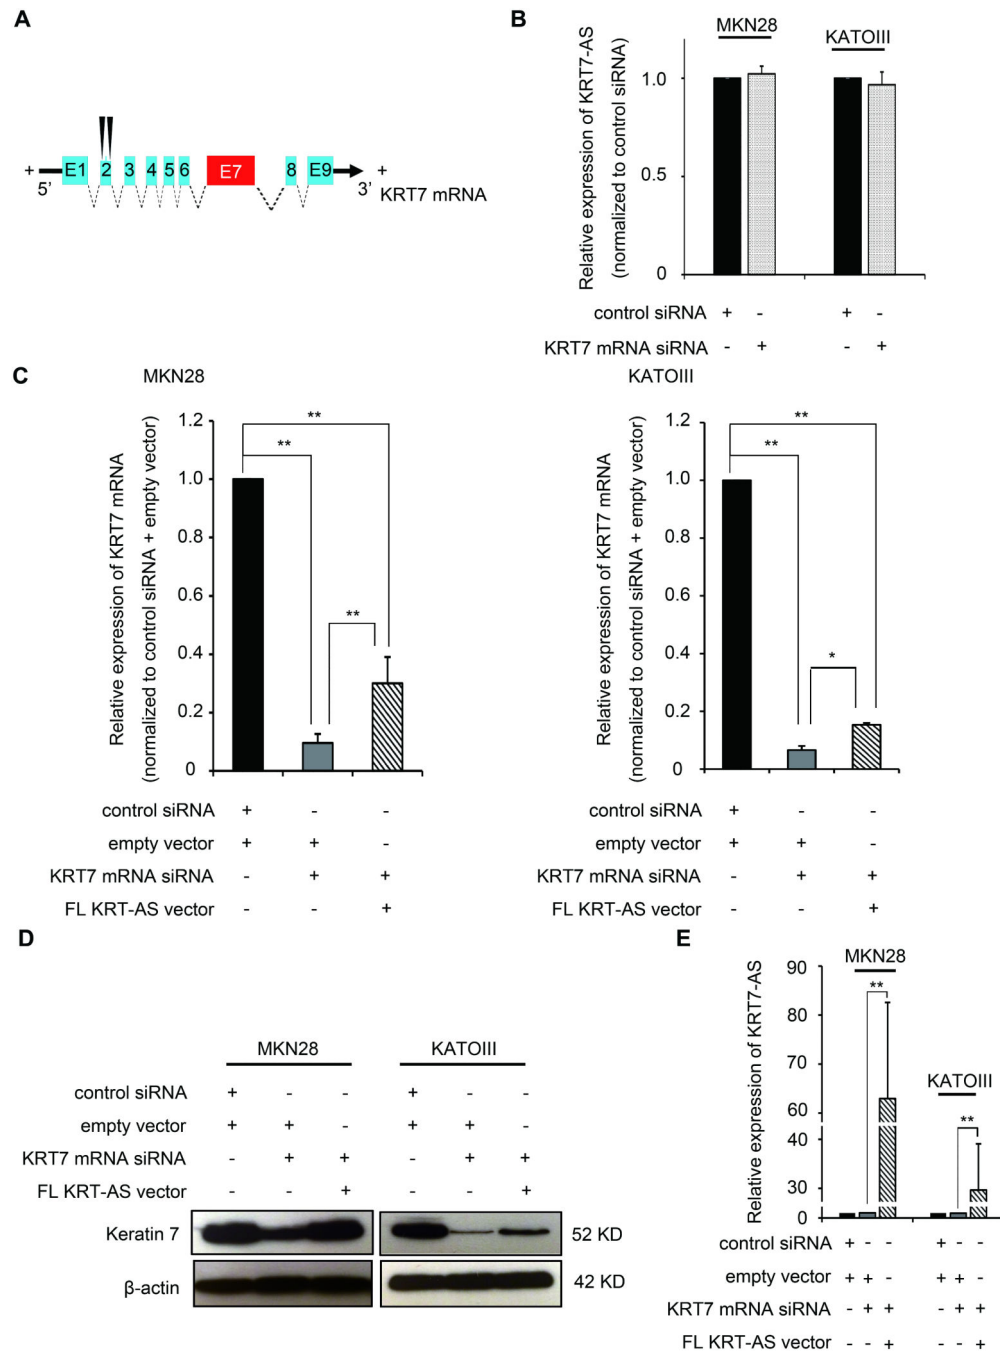 A
+ E1 2 3 4 5 6 E7 8 E9 +
5' 3' KRT7 mRNA
B
MKN28 KATOIII
Relative expression of KRT7-AS
(normalized to control siRNA)
1.0
0.5
0
control siRNA + - + -
KRT7 mRNA siRNA - + - +
C
MKN28
Relative expression of KRT7 mRNA
(normalized to control siRNA + empty vector)
1.2
1.0
0.8
0.6
0.4
0.2
0
**
**
**
control siRNA + - -
empty vector + + -
KRT7 mRNA siRNA - + +
FL KRT-AS vector - - +
KATOIII
Relative expression of KRT7 mRNA
(normalized to control siRNA + empty vector)
1.2
1.0
0.8
0.6
0.4
0.2
0
**
**
*
control siRNA + - -
empty vector + + -
KRT7 mRNA siRNA - + +
FL KRT-AS vector - - +
D
MKN28 KATOIII
control siRNA + - - + - -
empty vector + + - + + -
KRT7 mRNA siRNA - + + - + +
FL KRT-AS vector - - + - - +
Keratin 7 52 KD
β-actin 42 KD
E
MKN28
KATOIII
Relative expression of KRT7-AS
90
80
70
60
40
30
0
**
**
control siRNA + - - + - -
empty vector + + - + + -
KRT7 mRNA siRNA - + + - + +
FL KRT-AS vector - - + - - +